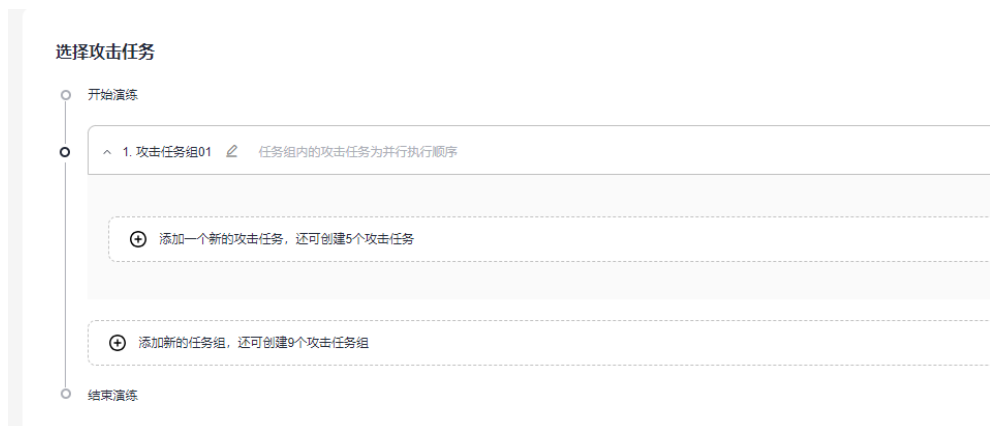 选择攻击任务
开始演练
1. 攻击任务组01 任务组内的攻击任务为并行执行顺序
添加一个新的攻击任务，还可创建5个攻击任务
添加新的任务组，还可创建9个攻击任务组
结束演练